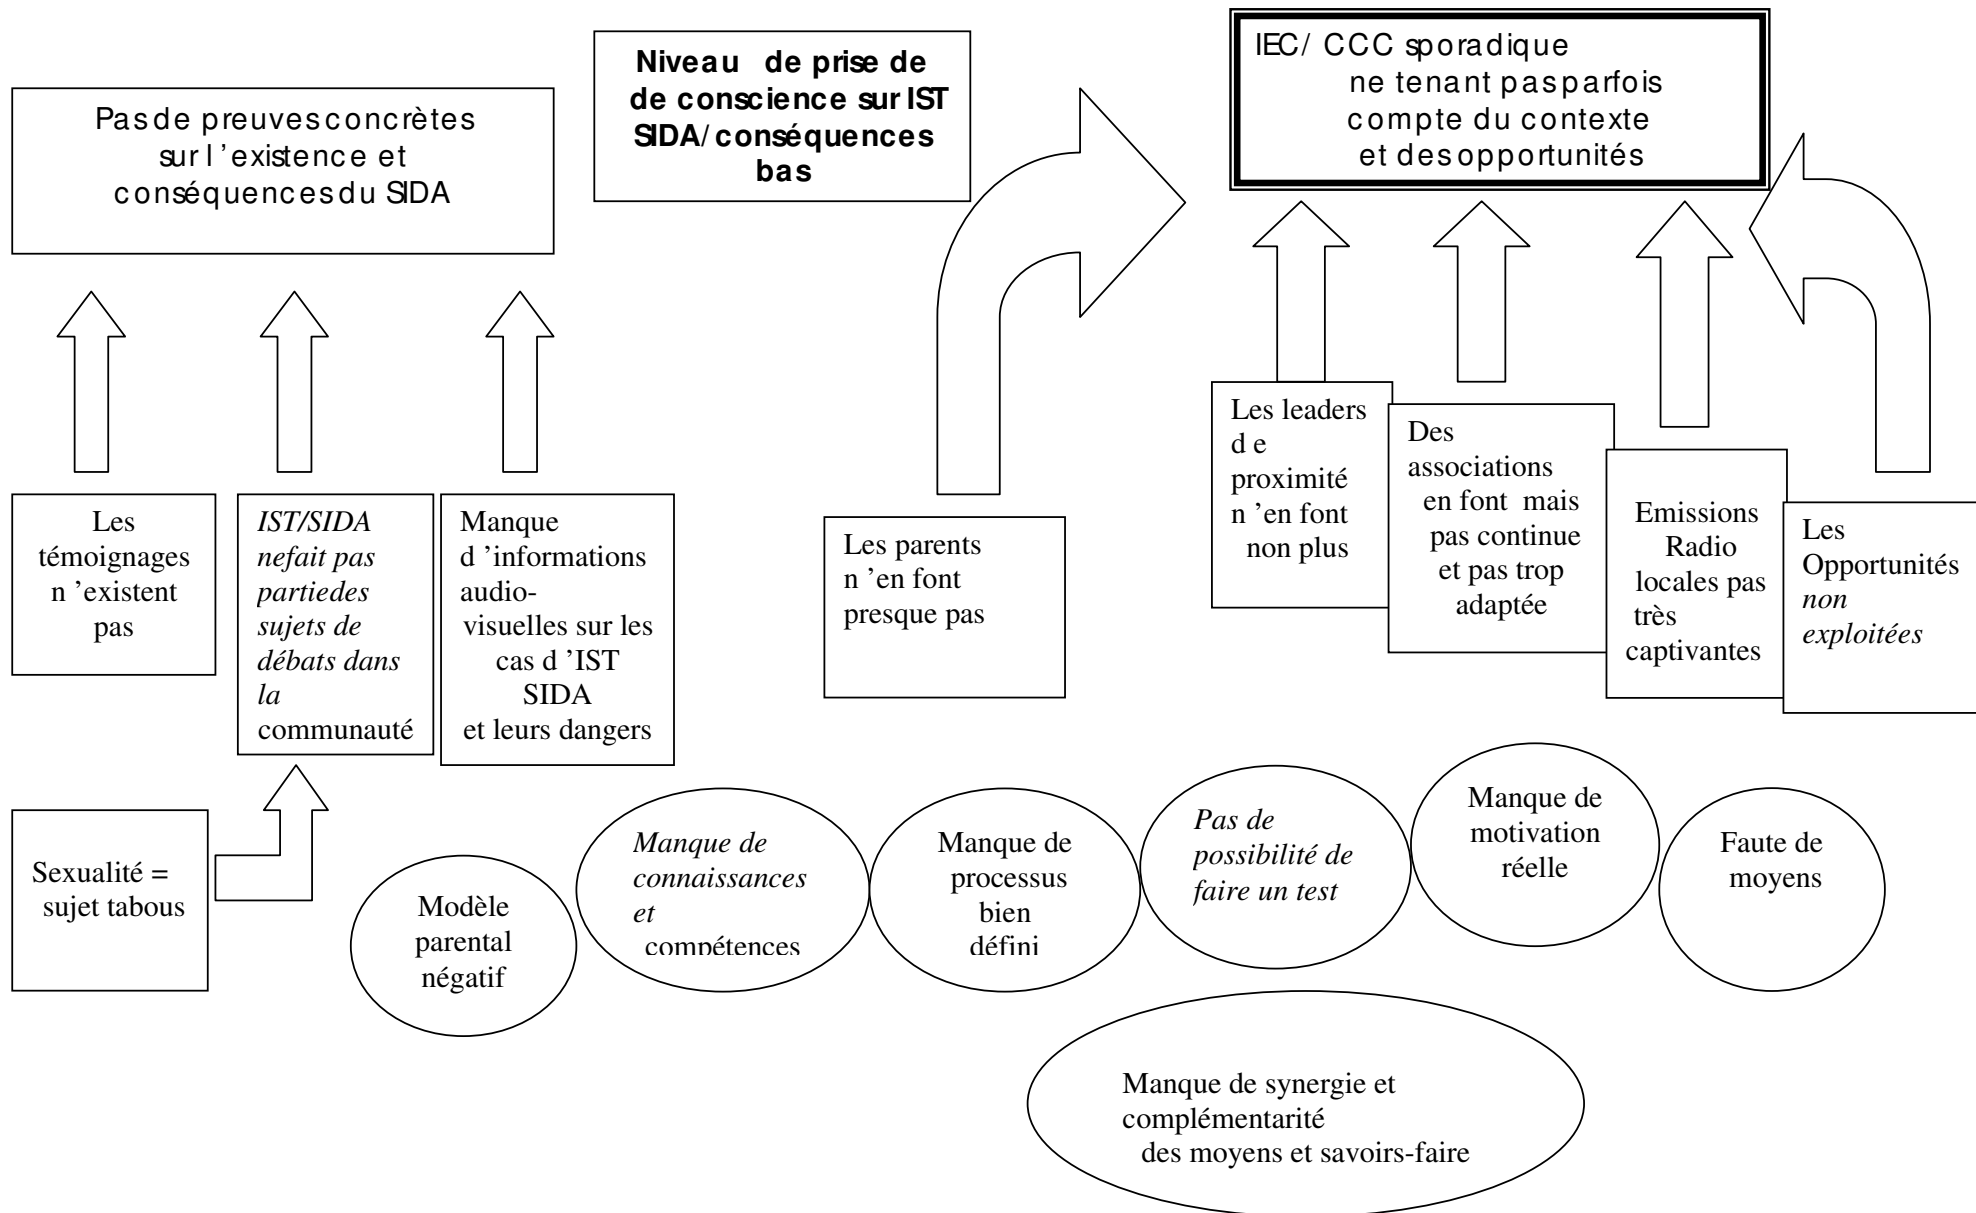 Pas de preuves concrètes
sur l ’existence et
conséquences du SIDA
Niveau de prise de
de conscience sur IST
SIDA/ conséquences
bas
IEC/ CCC sporadique
ne tenant pas parfois
compte du contexte
et des opportunités
Les
témoignages
n ’existent
pas
IST/SIDA
nefait pas
partiedes
sujets de
débats dans
la
communauté
Manque
d ’informations
audio-
visuelles sur les
cas d ’IST
SIDA
et leurs dangers
Les parents
n ’en font
presque pas
Les leaders
d e
proximité
n ’en font
non plus
Des
associations
en font mais
pas continue
et pas trop
adaptée
Emissions
Radio
locales pas
très
captivantes
Les
Opportunités
non
exploitées
Sexualité =
sujet tabous
Modèle
parental
négatif
Manque de
connaissances
et
compétences
Manque de
processus
bien
défini
Pas de
possibilité de
faire un test
Manque de
motivation
réelle
Faute de
moyens
Manque de synergie et
complémentarité
des moyens et savoirs-faire